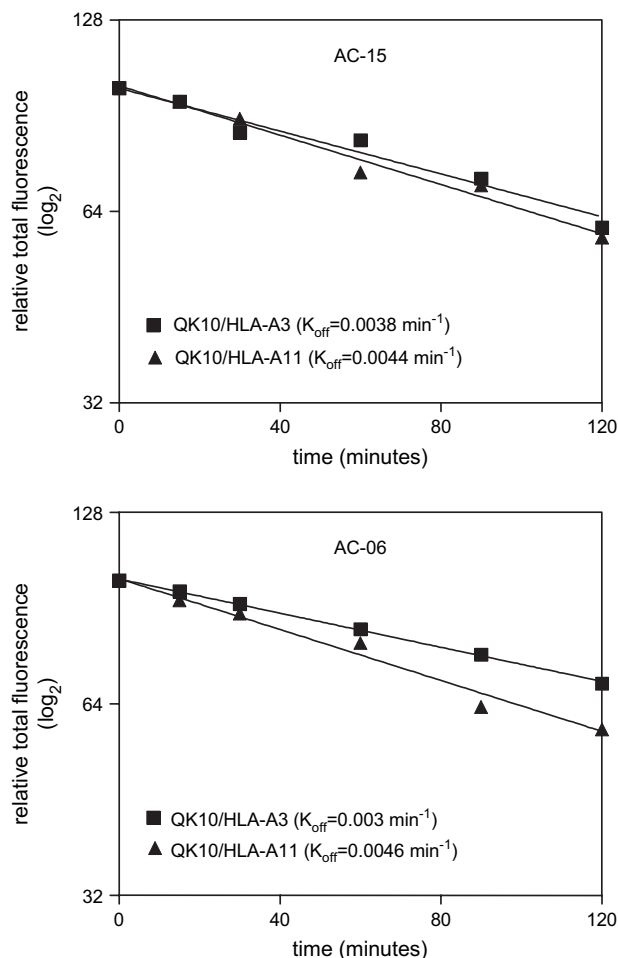 128
AC-15
relative total fluorescence
(log2)
64
QK10/HLA-A3 (Koff=0.0038 min-1)
QK10/HLA-A11 (Koff=0.0044 min-1)
32
0 40 80 120
time (minutes)
128
AC-06
relative total fluorescence
(log2)
64
QK10/HLA-A3 (Koff=0.003 min-1)
QK10/HLA-A11 (Koff=0.0046 min-1)
32
0 40 80 120
time (minutes)